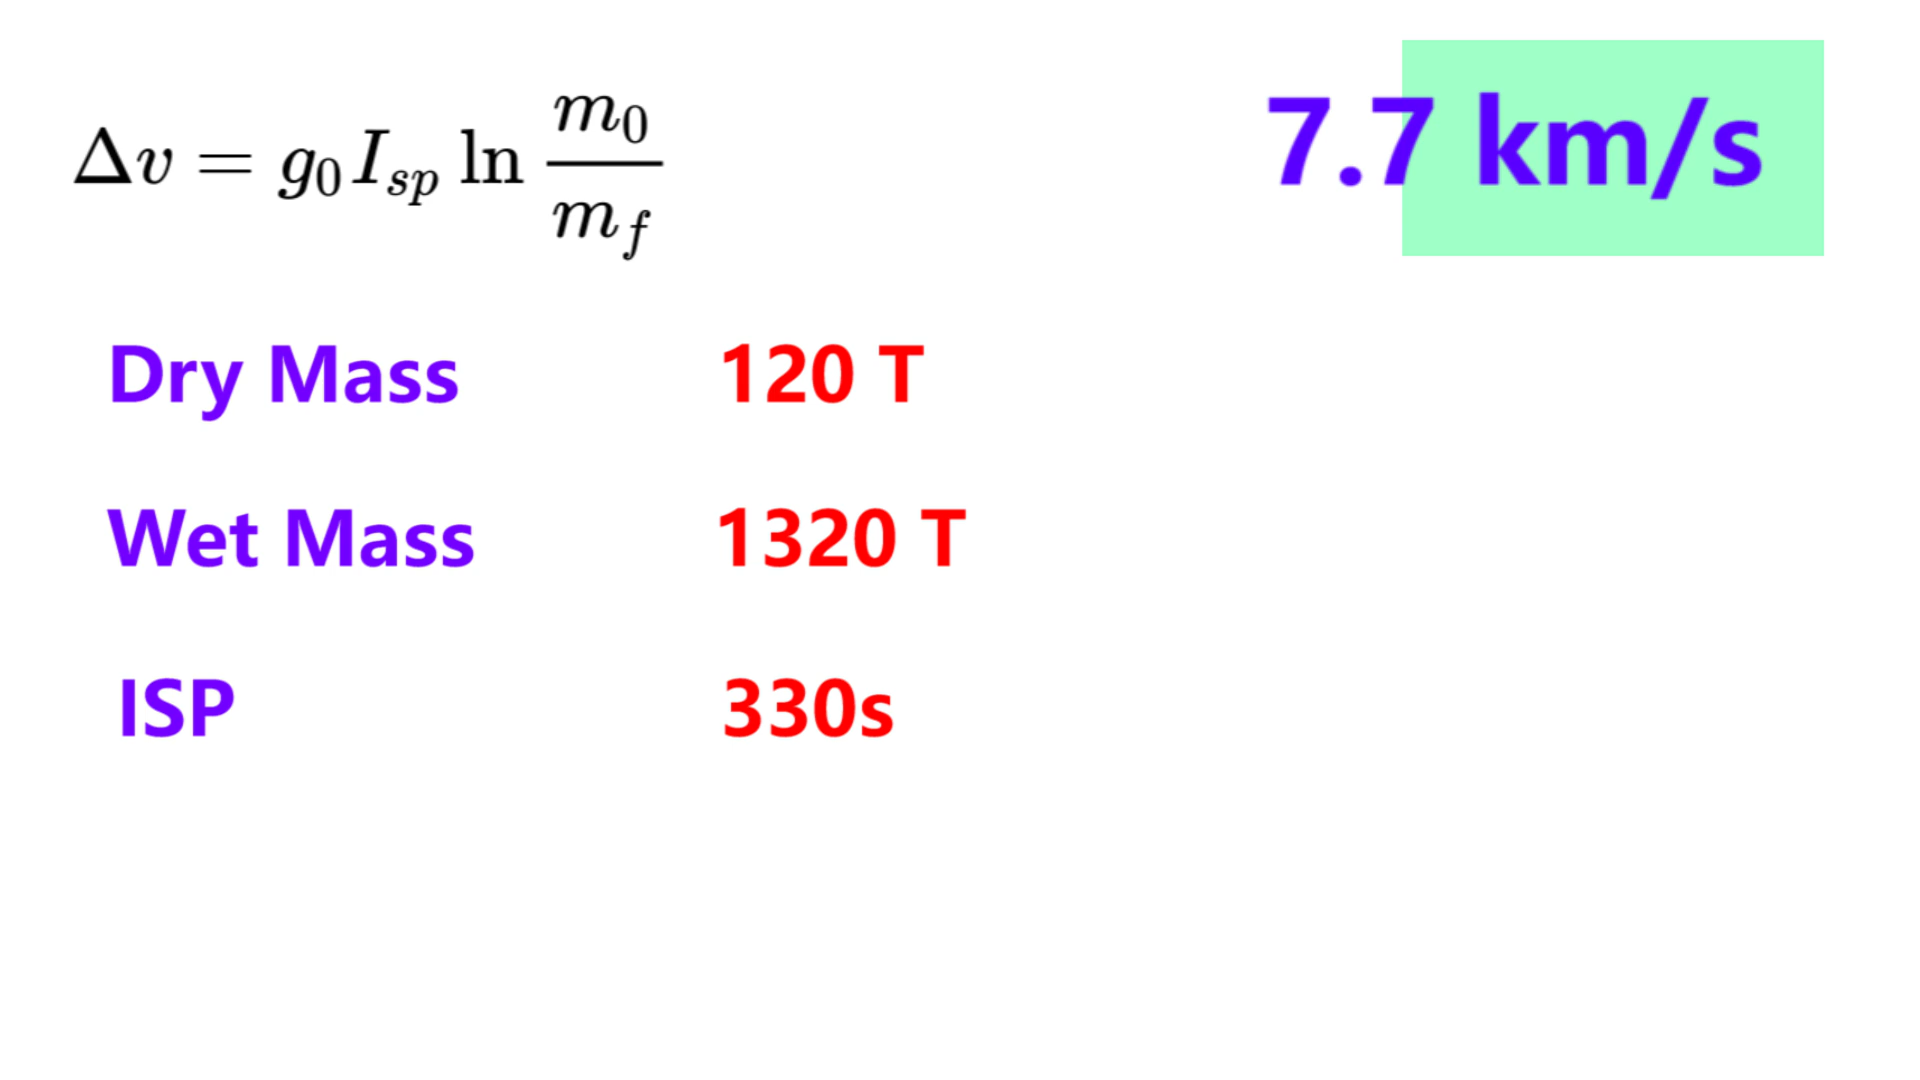 Δv = g₀ I_sp ln m₀/m_f
7.7 km/s
Dry Mass 120 T
Wet Mass 1320 T
ISP 330s